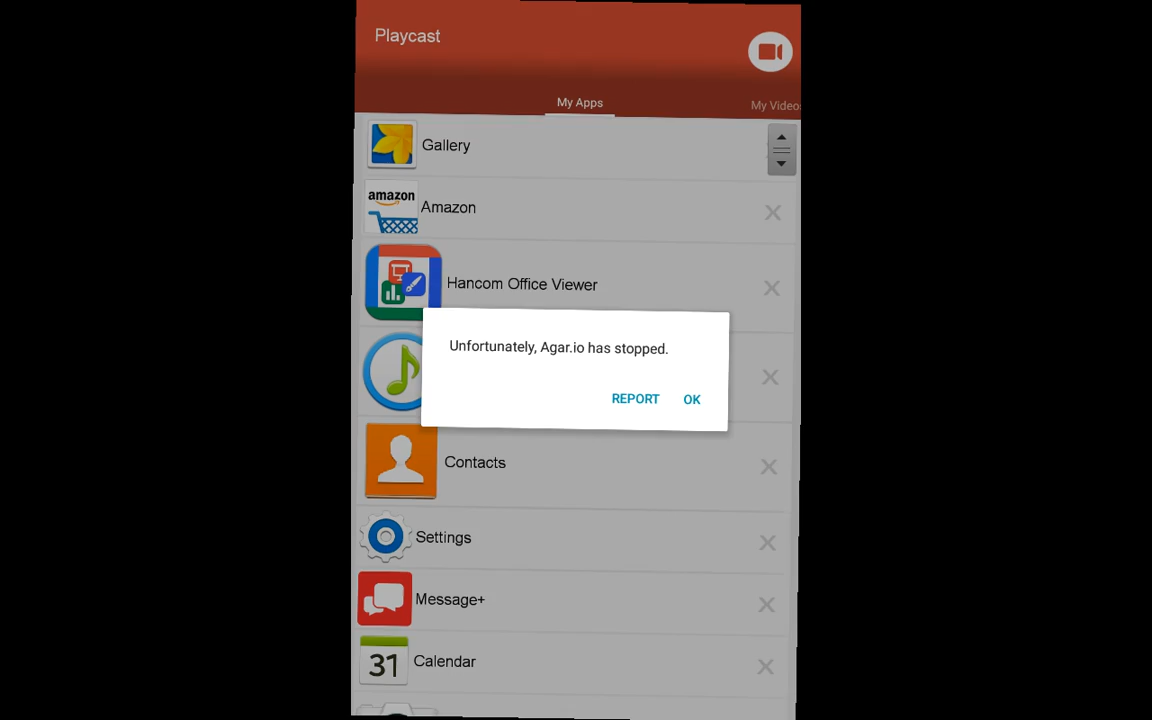 Playcast
My Apps
My Videos
Gallery
amazon
Amazon
Hancom Office Viewer
Unfortunately, Agar.io has stopped.
REPORT OK
Contacts
Settings
Message+
31
Calendar